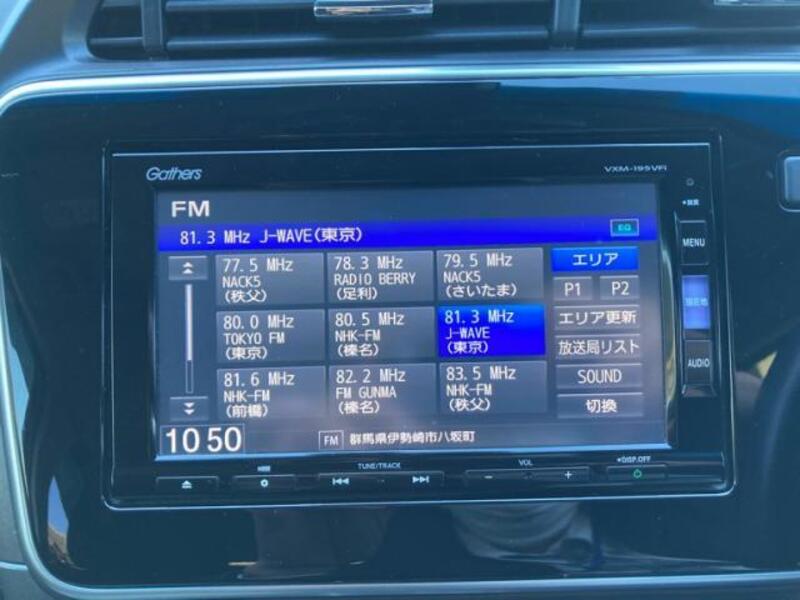 Gathers
VXM-195VFi
FM
81.3 MHz J-WAVE(東京)
EQ
77.5 MHz
NACK5
(秩父)
78.3 MHz
RADIO BERRY
(足利)
79.5 MHz
NACK5
(さいたま)
エリア
P1
P2
80.0 MHz
TOKYO FM
(東京)
80.5 MHz
NHK-FM
(榛名)
81.3 MHz
J-WAVE
(東京)
エリア更新
放送局リスト
81.6 MHz
NHK-FM
(前橋)
82.2 MHz
FM GUNMA
(榛名)
83.5 MHz
NHK-FM
(秩父)
SOUND
切換
10 50
FM 群馬県伊勢崎市八坂町
MENU
現在地
AUDIO
TUNE/TRACK
VOL
DISP.OFF